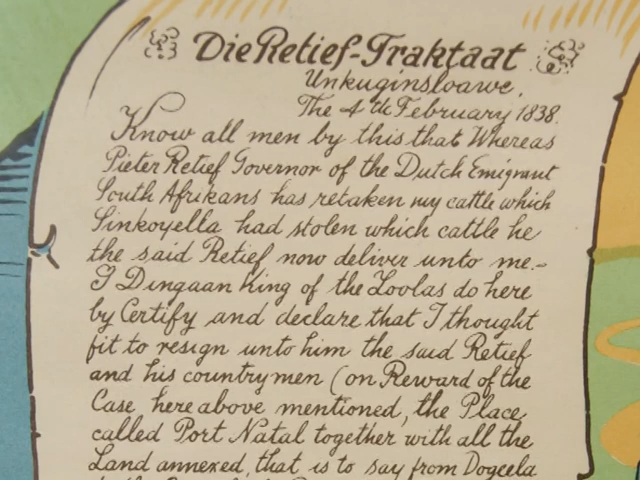 Die Retief-Traktaat
Unkuginsloawe.
The 4th February 1838.
Know all men by this that Whereas
Pieter Retief Governor of the Dutch Emigrant
South Afrikans has retaken my cattle which
Sinkoyella had stolen which cattle he
the said Retief now deliver unto me.-
I Dingaan King of the Zoolas do here
by Certify and declare that I thought
fit to resign unto him the said Retief
and his countrymen (on Reward of the
Case here above mentioned, the Place
called Port Natal together with all the
Land annexed, that is to say from Dogeela